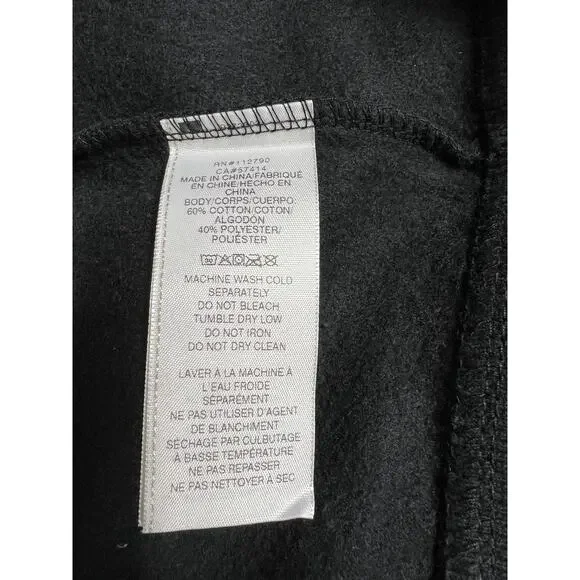 RN#112790
CA#57414
MADE IN CHINA/FABRIQUÉ
EN CHINE/HECHO EN
CHINA
BODY/CORPS/CUERPO
60% COTTON/COTON/
ALGODÓN
40% POLYESTER/
POLIÉSTER
MACHINE WASH COLD
SEPARATELY
DO NOT BLEACH
TUMBLE DRY LOW
DO NOT IRON
DO NOT DRY CLEAN
LAVER À LA MACHINE À
L'EAU FROIDE
SÉPARÉMENT
NE PAS UTILISER D'AGENT
DE BLANCHIMENT
SÉCHAGE PAR CULBUTAGE
À BASSE TEMPÉRATURE
NE PAS REPASSER
NE PAS NETTOYER À SEC